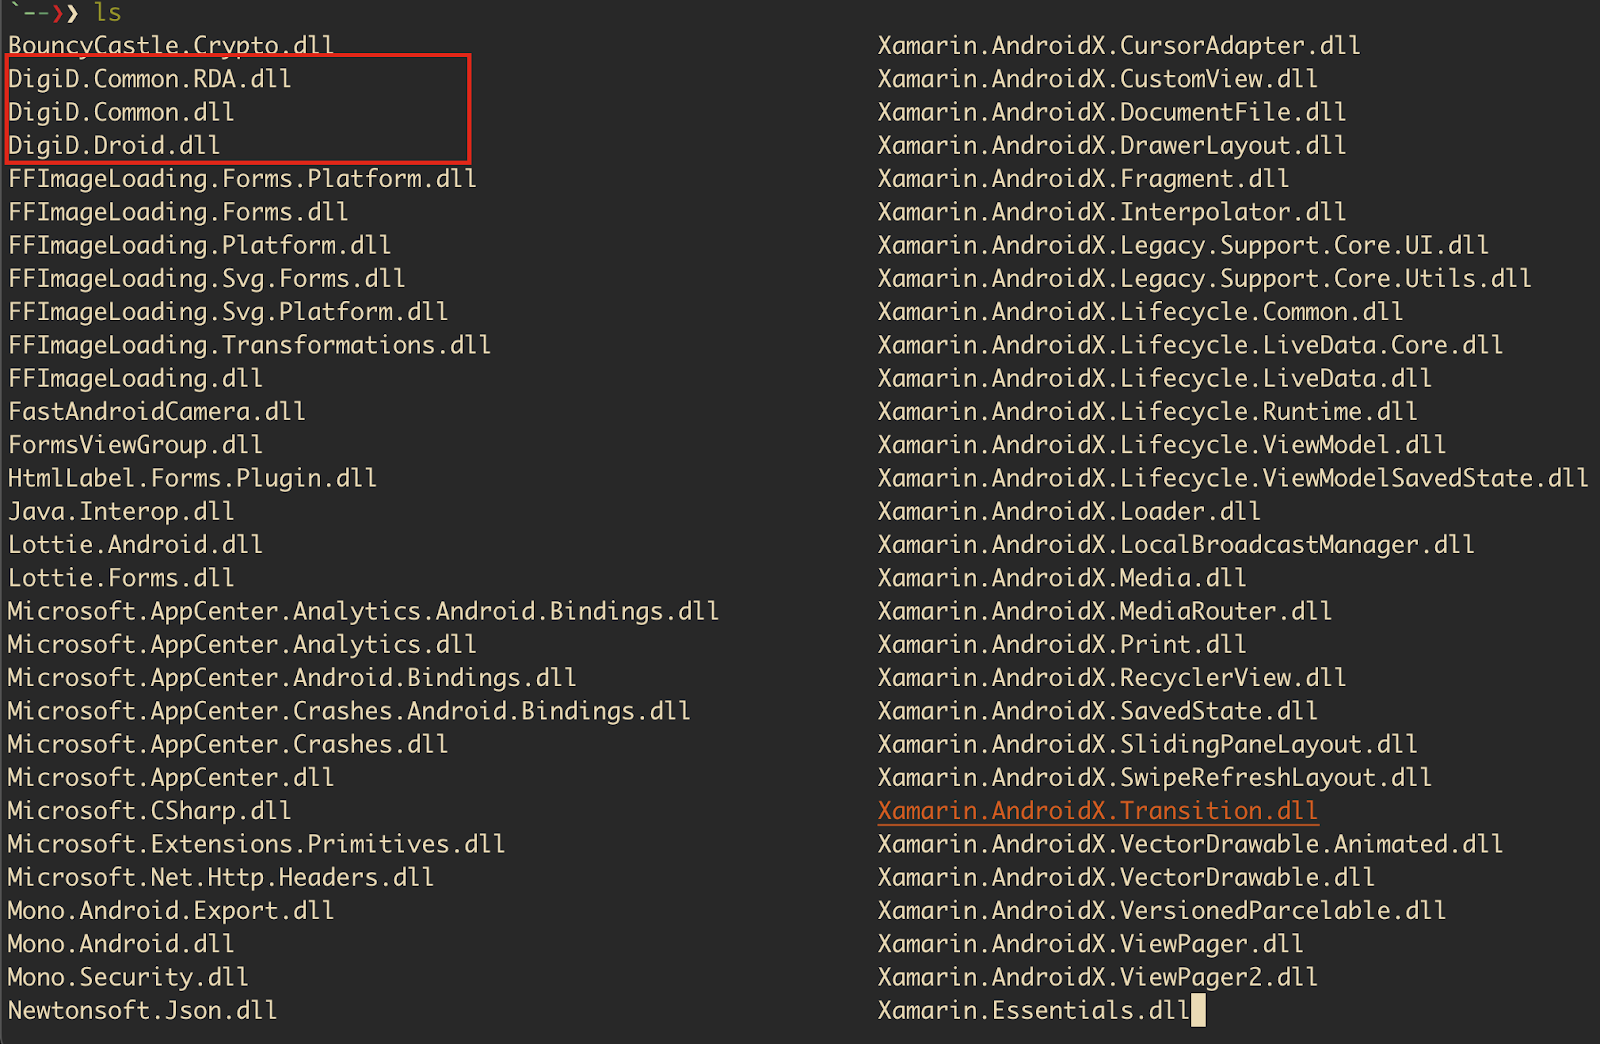 `--❯❯ ls
BouncyCastle.Crypto.dll
DigiD.Common.RDA.dll
DigiD.Common.dll
DigiD.Droid.dll
FFImageLoading.Forms.Platform.dll
FFImageLoading.Forms.dll
FFImageLoading.Platform.dll
FFImageLoading.Svg.Forms.dll
FFImageLoading.Svg.Platform.dll
FFImageLoading.Transformations.dll
FFImageLoading.dll
FastAndroidCamera.dll
FormsViewGroup.dll
HtmlLabel.Forms.Plugin.dll
Java.Interop.dll
Lottie.Android.dll
Lottie.Forms.dll
Microsoft.AppCenter.Analytics.Android.Bindings.dll
Microsoft.AppCenter.Analytics.dll
Microsoft.AppCenter.Android.Bindings.dll
Microsoft.AppCenter.Crashes.Android.Bindings.dll
Microsoft.AppCenter.Crashes.dll
Microsoft.AppCenter.dll
Microsoft.CSharp.dll
Microsoft.Extensions.Primitives.dll
Microsoft.Net.Http.Headers.dll
Mono.Android.Export.dll
Mono.Android.dll
Mono.Security.dll
Newtonsoft.Json.dll
Xamarin.AndroidX.CursorAdapter.dll
Xamarin.AndroidX.CustomView.dll
Xamarin.AndroidX.DocumentFile.dll
Xamarin.AndroidX.DrawerLayout.dll
Xamarin.AndroidX.Fragment.dll
Xamarin.AndroidX.Interpolator.dll
Xamarin.AndroidX.Legacy.Support.Core.UI.dll
Xamarin.AndroidX.Legacy.Support.Core.Utils.dll
Xamarin.AndroidX.Lifecycle.Common.dll
Xamarin.AndroidX.Lifecycle.LiveData.Core.dll
Xamarin.AndroidX.Lifecycle.LiveData.dll
Xamarin.AndroidX.Lifecycle.Runtime.dll
Xamarin.AndroidX.Lifecycle.ViewModel.dll
Xamarin.AndroidX.Lifecycle.ViewModelSavedState.dll
Xamarin.AndroidX.Loader.dll
Xamarin.AndroidX.LocalBroadcastManager.dll
Xamarin.AndroidX.Media.dll
Xamarin.AndroidX.MediaRouter.dll
Xamarin.AndroidX.Print.dll
Xamarin.AndroidX.RecyclerView.dll
Xamarin.AndroidX.SavedState.dll
Xamarin.AndroidX.SlidingPaneLayout.dll
Xamarin.AndroidX.SwipeRefreshLayout.dll
Xamarin.AndroidX.Transition.dll
Xamarin.AndroidX.VectorDrawable.Animated.dll
Xamarin.AndroidX.VectorDrawable.dll
Xamarin.AndroidX.VersionedParcelable.dll
Xamarin.AndroidX.ViewPager.dll
Xamarin.AndroidX.ViewPager2.dll
Xamarin.Essentials.dll